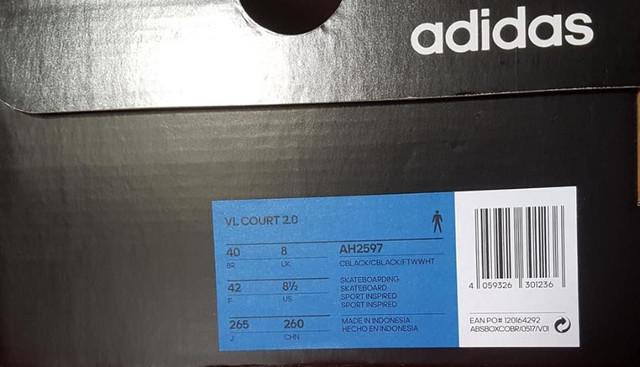 adidas
VL COURT 2.0
40 8 AH2597
BR UK CBLACK/CBLACK/FTWWHT
42 8½ SKATEBOARDING
F US SKATEBOARD
SPORT INSPIRED
SPORT INSPIRED
265 260 MADE IN INDONESIA
J CHN HECHO EN INDONESIA
4 059326 301236
EAN PO# 120164292
ABSBOXCOBR/0517/V01